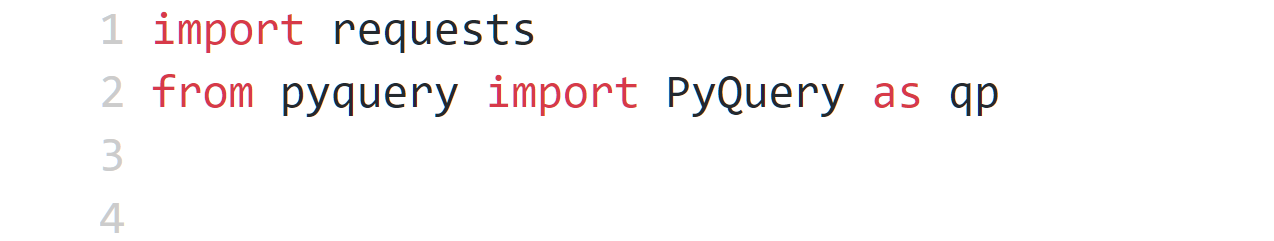 1 import requests
2 from pyquery import PyQuery as qp
3
4